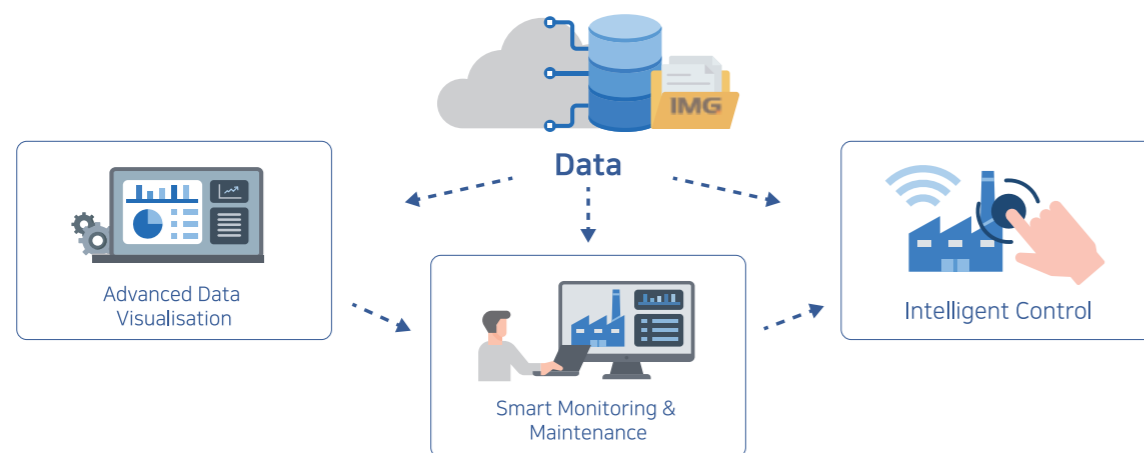 IMG
Data
Advanced Data
Visualisation
Smart Monitoring &
Maintenance
Intelligent Control